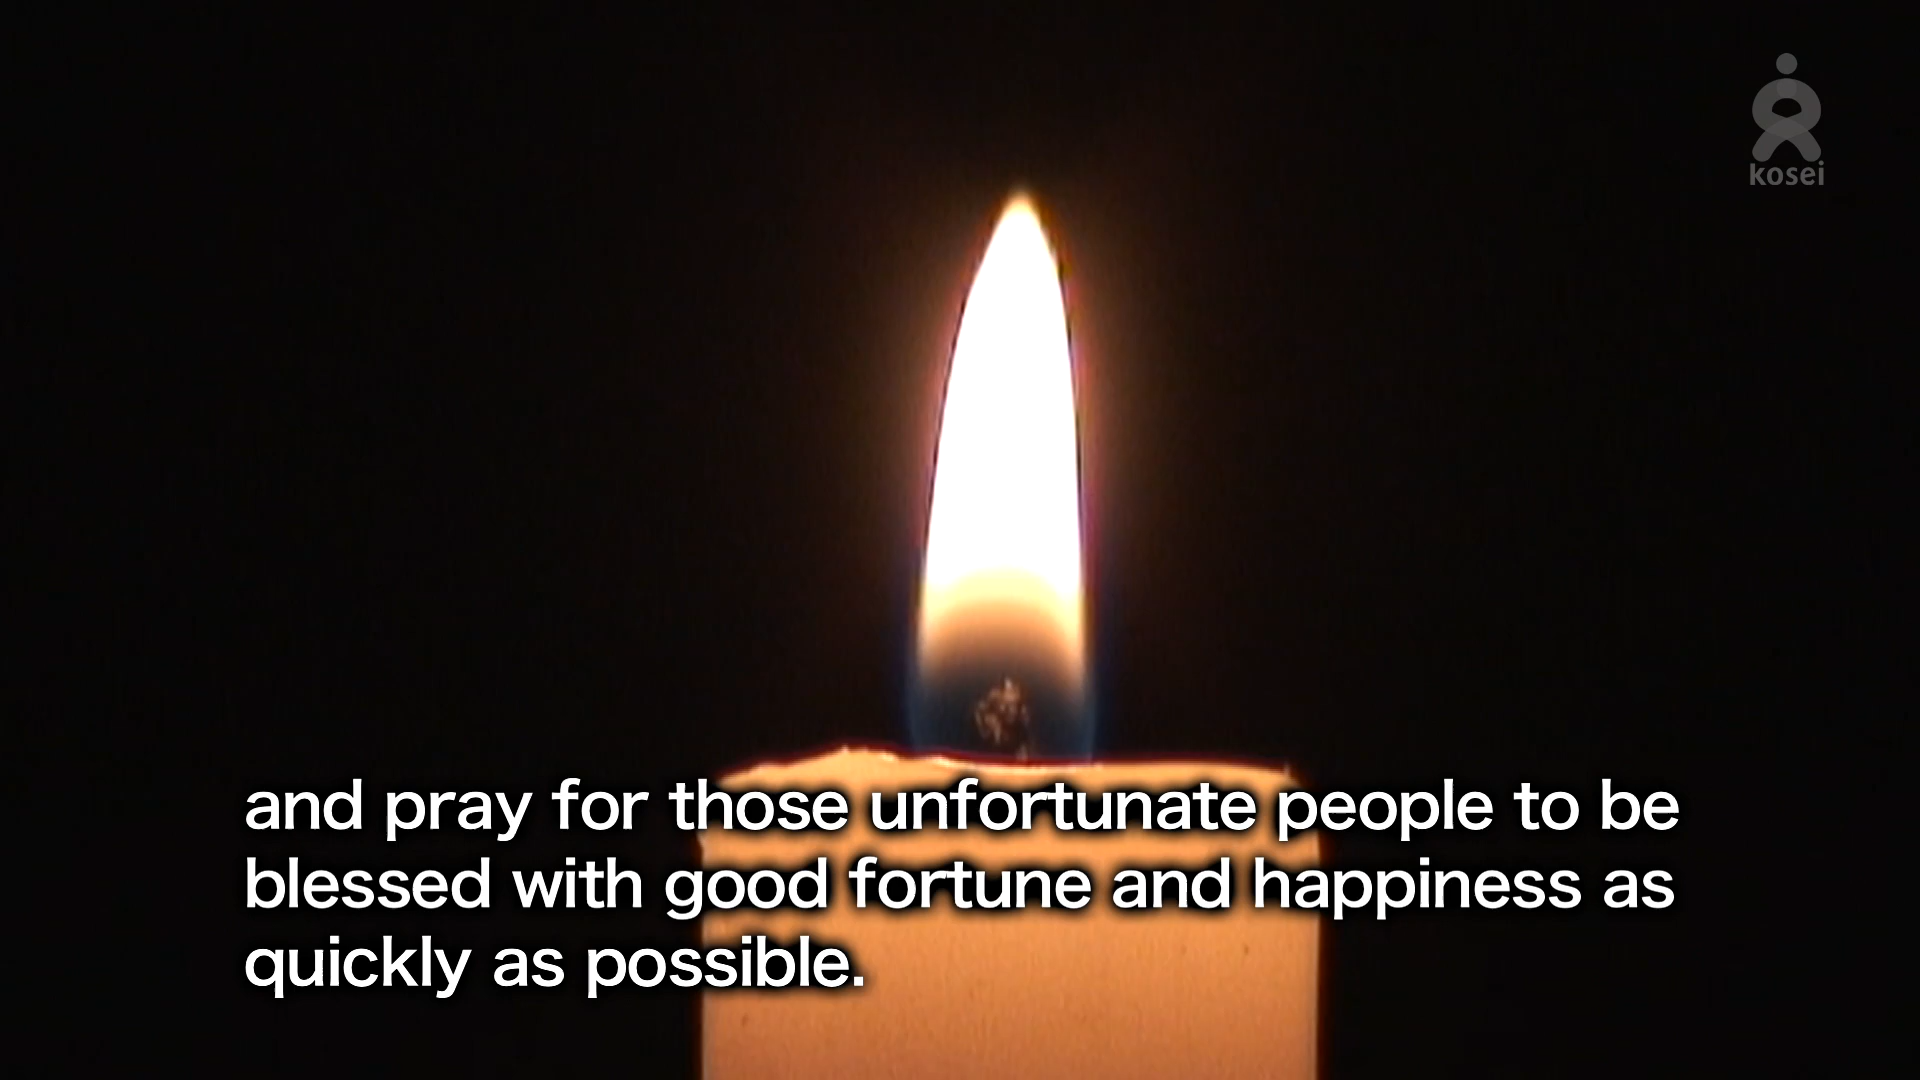 kosei
and pray for those unfortunate people to be
blessed with good fortune and happiness as
quickly as possible.